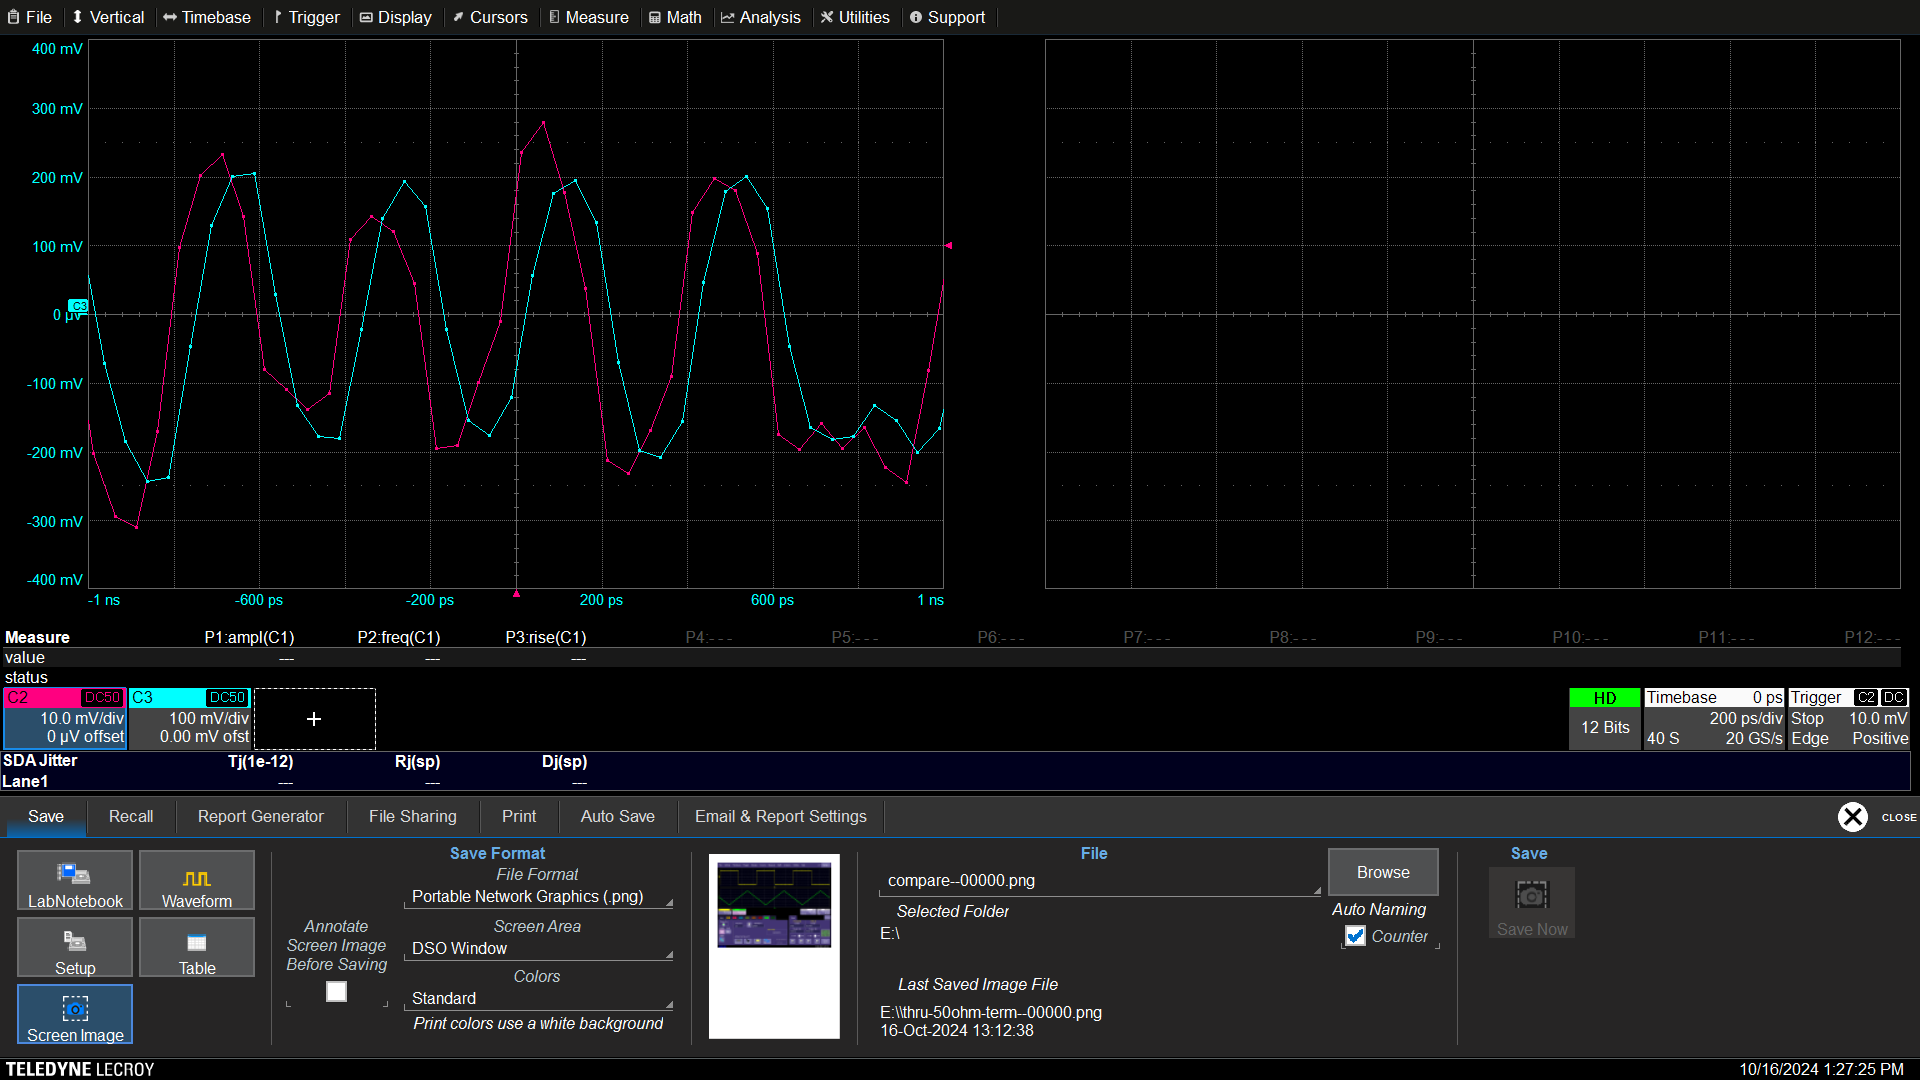 File Vertical Timebase Trigger Display Cursors Measure Math Analysis Utilities Support
400 mV
300 mV
200 mV
100 mV
C3
0 µV
-100 mV
-200 mV
-300 mV
-400 mV
-1 ns -600 ps -200 ps 200 ps 600 ps 1 ns
Measure P1:ampl(C1) P2:freq(C1) P3:rise(C1) P4:--- P5:--- P6:--- P7:--- P8:--- P9:--- P10:--- P11:--- P12:---
value --- --- ---
status
C2 DC50 C3 DC50 HD Timebase 0 ps Trigger C2 DC
10.0 mV/div 100 mV/div + 12 Bits 200 ps/div Stop 10.0 mV
0 µV offset 0.00 mV ofst 40 S 20 GS/s Edge Positive
SDA Jitter Tj(1e-12) Rj(sp) Dj(sp)
Lane1 --- --- ---
Save Recall Report Generator File Sharing Print Auto Save Email & Report Settings CLOSE
LabNotebook Waveform
Setup Table
Screen Image
Annotate
Screen Image
Before Saving
Save Format
File Format
Portable Network Graphics (.png)
Screen Area
DSO Window
Colors
Standard
Print colors use a white background
File
compare--00000.png
Browse
Selected Folder
E:\
Auto Naming
Counter
Last Saved Image File
E:\\thru-50ohm-term--00000.png
16-Oct-2024 13:12:38
Save
Save Now
TELEDYNE LECROY 10/16/2024 1:27:25 PM